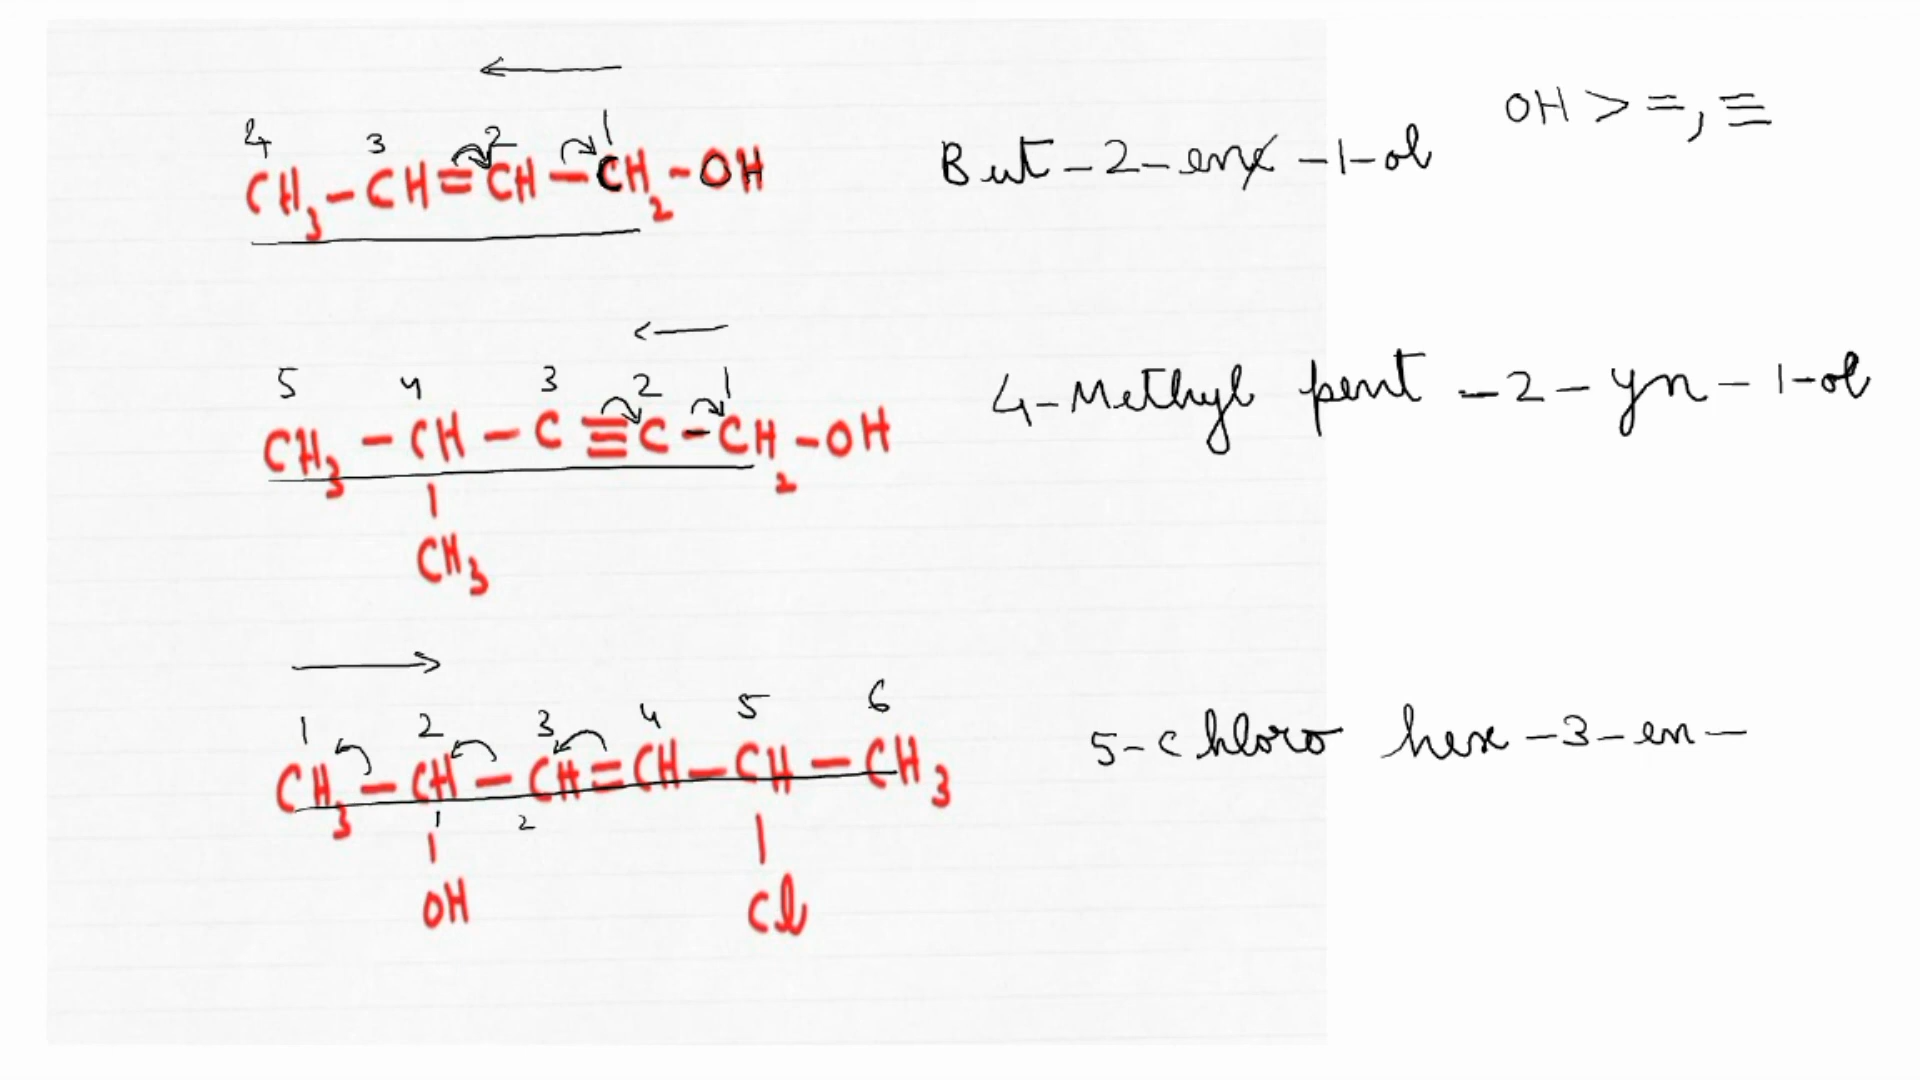 OH > =, ≡
4 3 2 1
CH3 – CH = CH – CH2 – OH But – 2 – ene – 1 – ol
5 4 3 2 1
CH3 – CH – C ≡ C – CH2 – OH 4 – Methyl pent – 2 – yn – 1 – ol
CH3
1 2 3 4 5 6
CH3 – CH – CH = CH – CH – CH3 5 – Chloro hex – 3 – en –
1 2
OH Cl